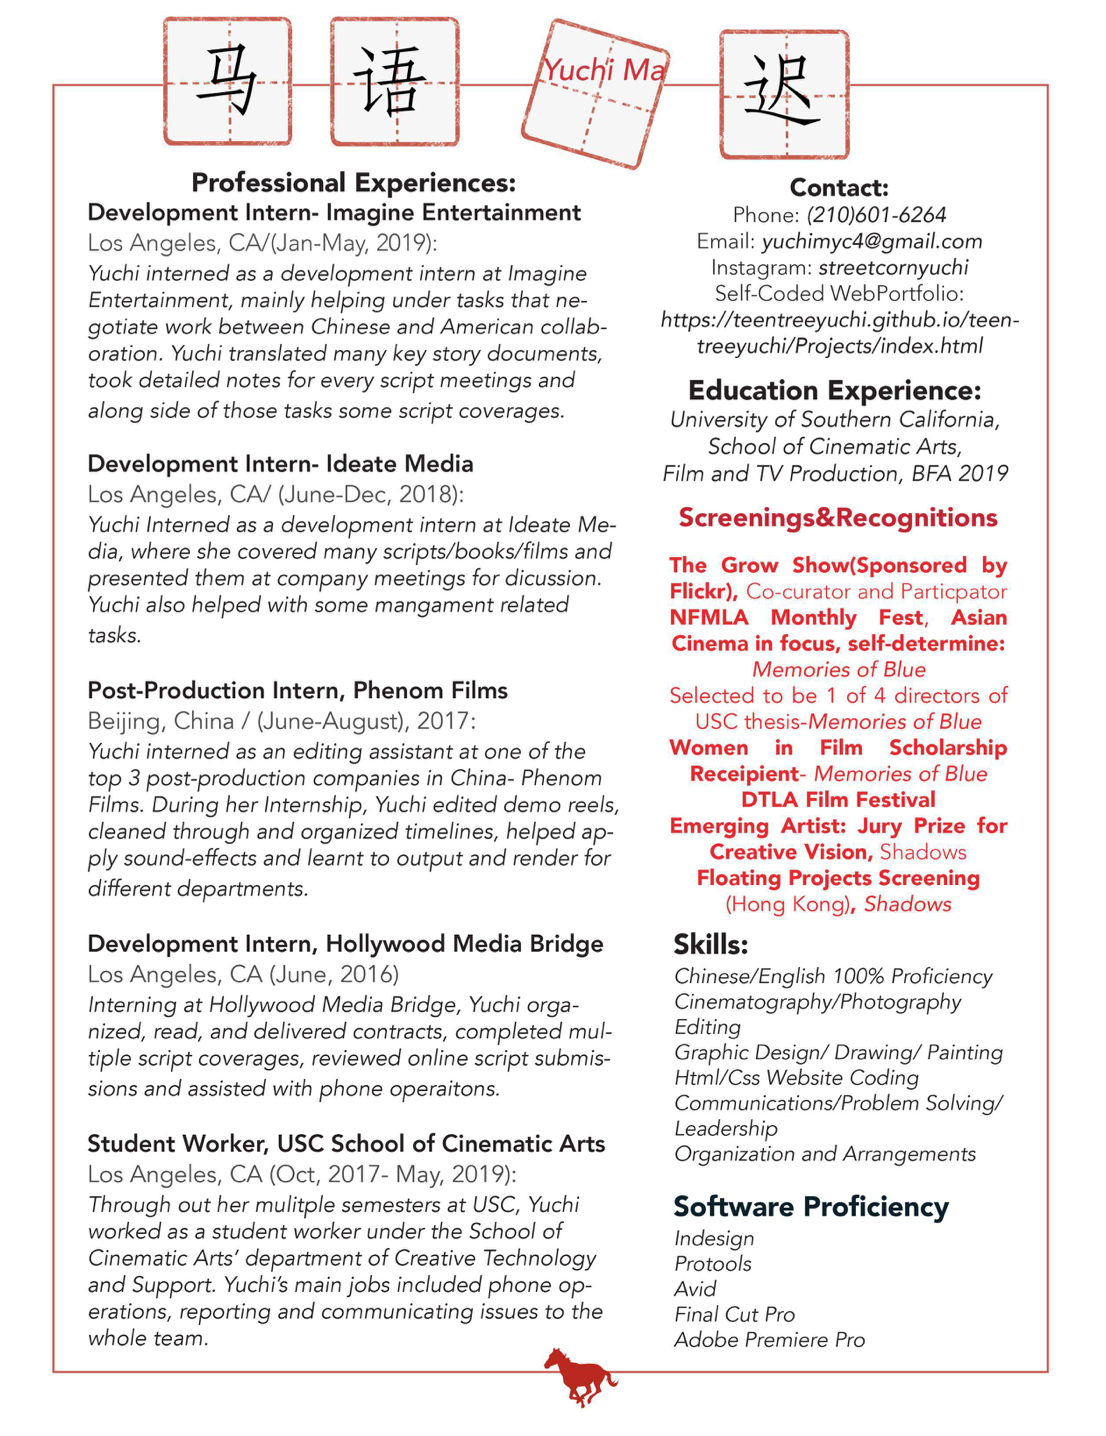 马 语 Yuchi Ma 迟
Professional Experiences:
Development Intern- Imagine Entertainment
Los Angeles, CA/(Jan-May, 2019):
Yuchi interned as a development intern at Imagine
Entertainment, mainly helping under tasks that ne-
gotiate work between Chinese and American collab-
oration. Yuchi translated many key story documents,
took detailed notes for every script meetings and
along side of those tasks some script coverages.
Development Intern- Ideate Media
Los Angeles, CA/ (June-Dec, 2018):
Yuchi Interned as a development intern at Ideate Me-
dia, where she covered many scripts/books/films and
presented them at company meetings for dicussion.
Yuchi also helped with some mangament related
tasks.
Post-Production Intern, Phenom Films
Beijing, China / (June-August), 2017:
Yuchi interned as an editing assistant at one of the
top 3 post-production companies in China- Phenom
Films. During her Internship, Yuchi edited demo reels,
cleaned through and organized timelines, helped ap-
ply sound-effects and learnt to output and render for
different departments.
Development Intern, Hollywood Media Bridge
Los Angeles, CA (June, 2016)
Interning at Hollywood Media Bridge, Yuchi orga-
nized, read, and delivered contracts, completed mul-
tiple script coverages, reviewed online script submis-
sions and assisted with phone operaitons.
Student Worker, USC School of Cinematic Arts
Los Angeles, CA (Oct, 2017- May, 2019):
Through out her mulitple semesters at USC, Yuchi
worked as a student worker under the School of
Cinematic Arts’ department of Creative Technology
and Support. Yuchi’s main jobs included phone op-
erations, reporting and communicating issues to the
whole team.
Contact:
Phone: (210)601-6264
Email: yuchimyc4@gmail.com
Instagram: streetcornyuchi
Self-Coded WebPortfolio:
https://teentreeyuchi.github.io/teen-
treeyuchi/Projects/index.html
Education Experience:
University of Southern California,
School of Cinematic Arts,
Film and TV Production, BFA 2019
Screenings&Recognitions
The Grow Show(Sponsored by
Flickr), Co-curator and Particpator
NFMLA Monthly Fest, Asian
Cinema in focus, self-determine:
Memories of Blue
Selected to be 1 of 4 directors of
USC thesis-Memories of Blue
Women in Film Scholarship
Receipient- Memories of Blue
DTLA Film Festival
Emerging Artist: Jury Prize for
Creative Vision, Shadows
Floating Projects Screening
(Hong Kong), Shadows
Skills:
Chinese/English 100% Proficiency
Cinematography/Photography
Editing
Graphic Design/ Drawing/ Painting
Html/Css Website Coding
Communications/Problem Solving/
Leadership
Organization and Arrangements
Software Proficiency
Indesign
Protools
Avid
Final Cut Pro
Adobe Premiere Pro